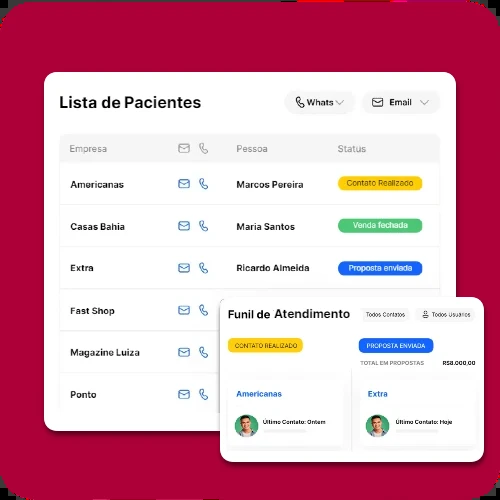 Lista de Pacientes
Whats
Email
Empresa Pessoa Status
Americanas Marcos Pereira Contato Realizado
Casas Bahia Maria Santos Venda fechada
Extra Ricardo Almeida Proposta enviada
Fast Shop
Magazine Luiza
Ponto
Funil de Atendimento
Todos Contatos
Todos Usuários
CONTATO REALIZADO
PROPOSTA ENVIADA
TOTAL EM PROPOSTAS R$8.000,00
Americanas
Último Contato: Ontem
Extra
Último Contato: Hoje